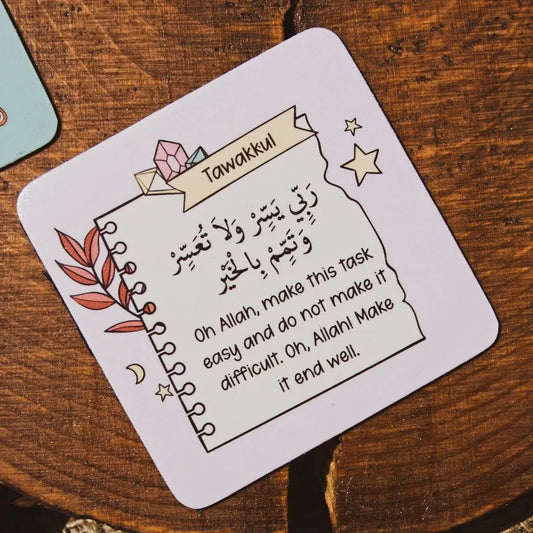 Tawakkul
رَبِّي يَسِّرْ وَلاَ تُعَسِّرْ
وَتَمِّمْ بِالْخَيْر
Oh Allah, make this task
easy and do not make it
difficult. Oh, Allah! Make
it end well.